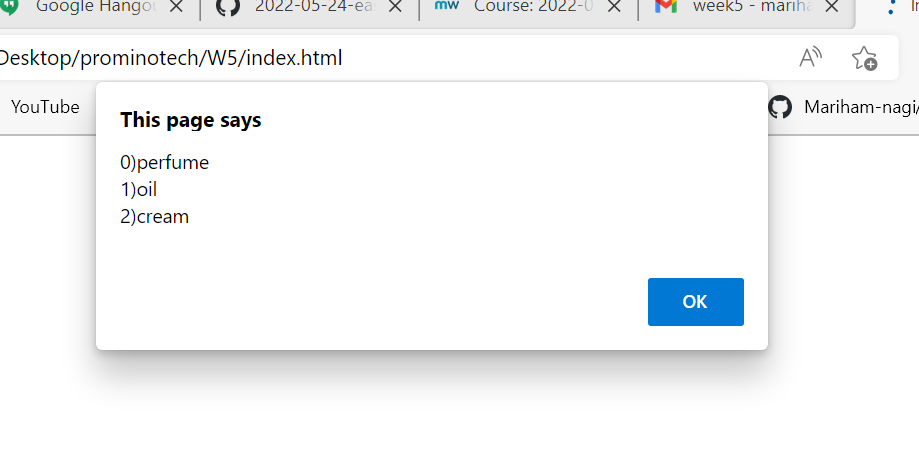 Google Hango
2022-05-24-ea
mw
Course: 2022-0
week5 - mariha
Desktop/prominotech/W5/index.html
YouTube
Mariham-nagi/
This page says
0)perfume
1)oil
2)cream
OK